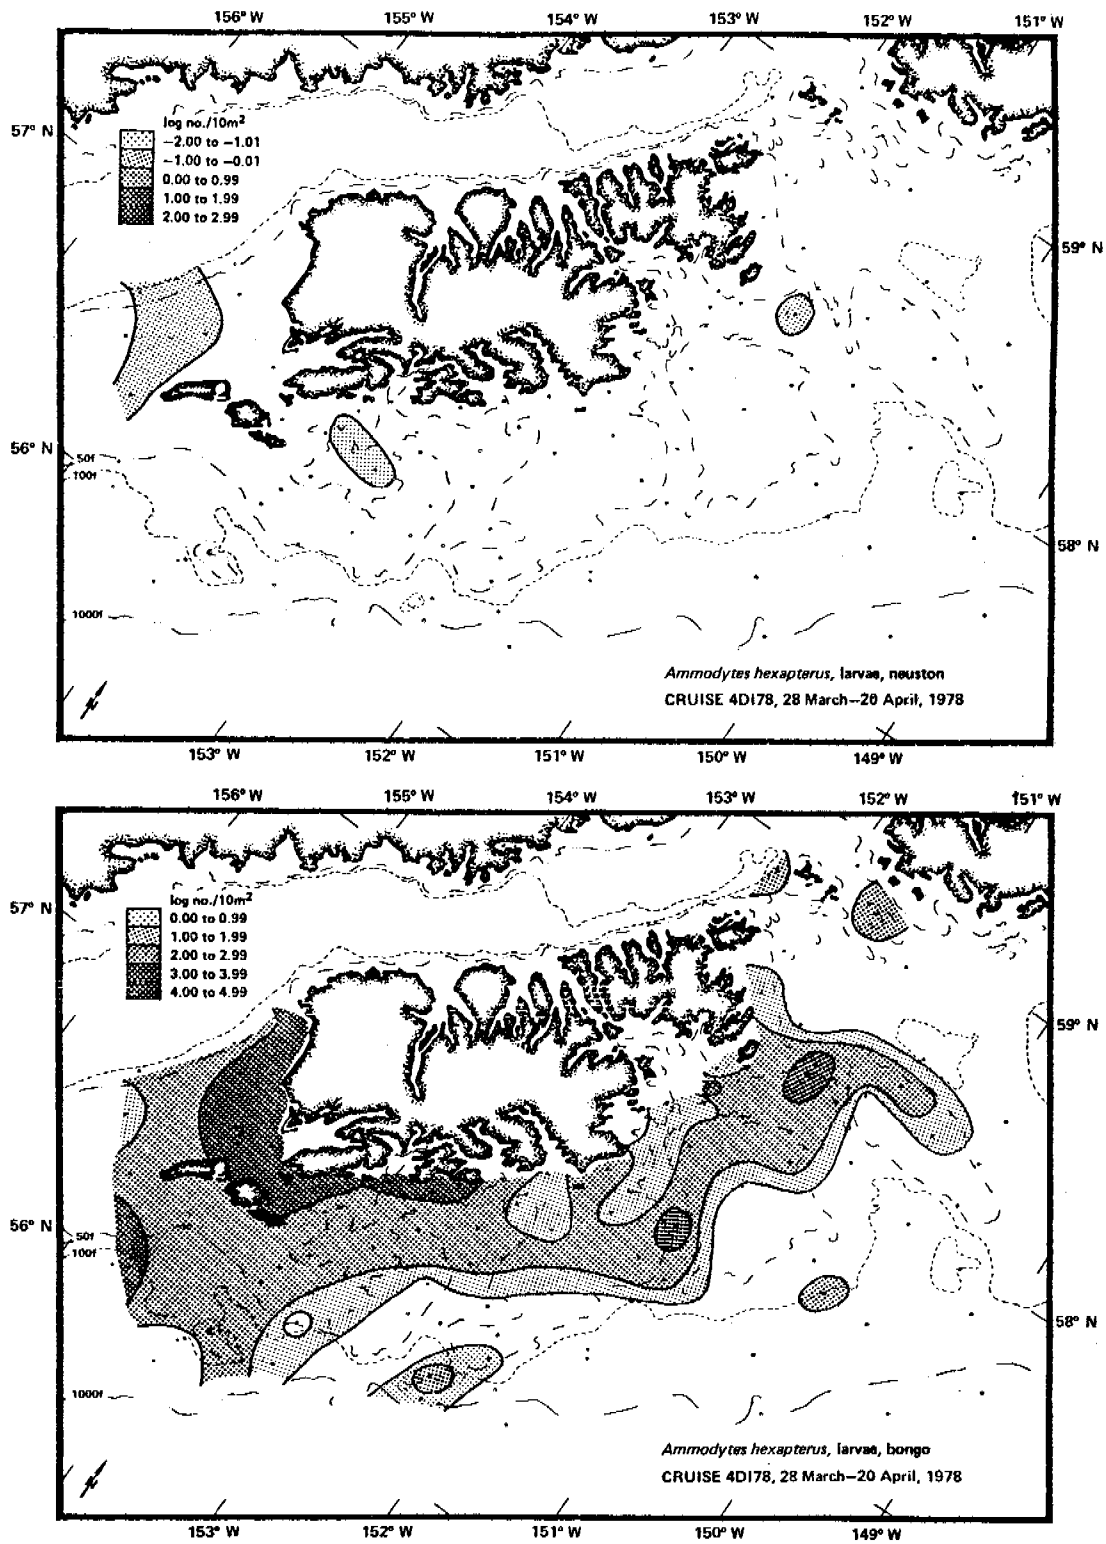 156° W 155° W 154° W 153° W 152° W 151° W
57° N
log no./10m²
−2.00 to −1.01
−1.00 to −0.01
0.00 to 0.99
1.00 to 1.99
2.00 to 2.99
59° N
56° N
50f
100f
58° N
1000f
Ammodytes hexapterus, larvae, neuston
CRUISE 4DI78, 28 March—20 April, 1978
N
153° W 152° W 151° W 150° W 149° W
156° W 155° W 154° W 153° W 152° W 151° W
57° N
log no./10m²
0.00 to 0.99
1.00 to 1.99
2.00 to 2.99
3.00 to 3.99
4.00 to 4.99
59° N
56° N
50f
100f
58° N
1000f
Ammodytes hexapterus, larvae, bongo
CRUISE 4DI78, 28 March—20 April, 1978
N
153° W 152° W 151° W 150° W 149° W